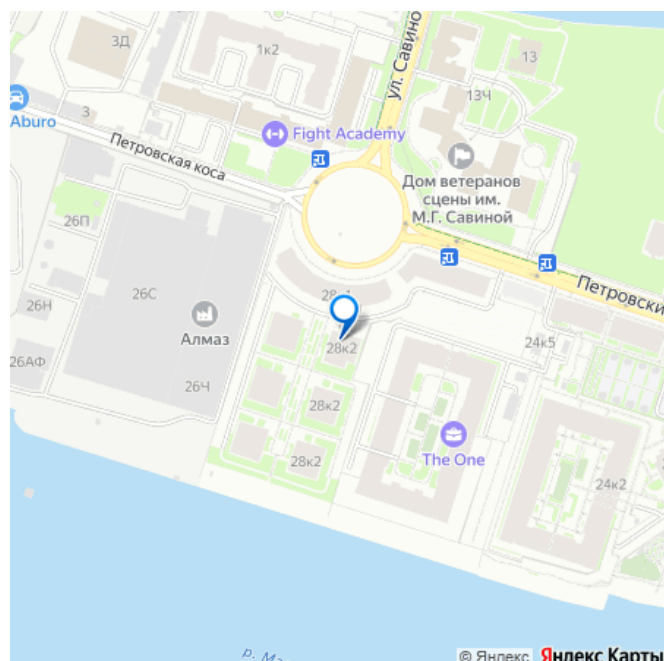 3Д
1к2
ул. Савино
13
13Ч
Aburo
3
Fight Academy
Петровская коса
Дом ветеранов
сцены им.
М.Г. Савиной
26П
26С
26Н
Алмаз
26АФ
26Ч
28к2
Петровски
24к5
28к2
28к2
The One
24к2
р. Ма
© Яндекс Яндекс Карты